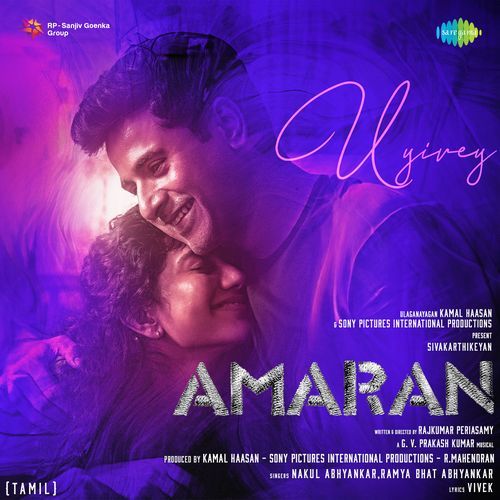 RP - Sanjiv Goenka
Group
saregama
Uyirey
ULAGANAYAGAN KAMAL HAASAN
& SONY PICTURES INTERNATIONAL PRODUCTIONS
PRESENT
SIVAKARTHIKEYAN
AMARAN
WRITTEN & DIRECTED BY RAJKUMAR PERIASAMY
A G. V. PRAKASH KUMAR MUSICAL
PRODUCED BY KAMAL HAASAN - SONY PICTURES INTERNATIONAL PRODUCTIONS - R.MAHENDRAN
SINGERS NAKUL ABHYANKAR,RAMYA BHAT ABHYANKAR
LYRICS VIVEK
(TAMIL)